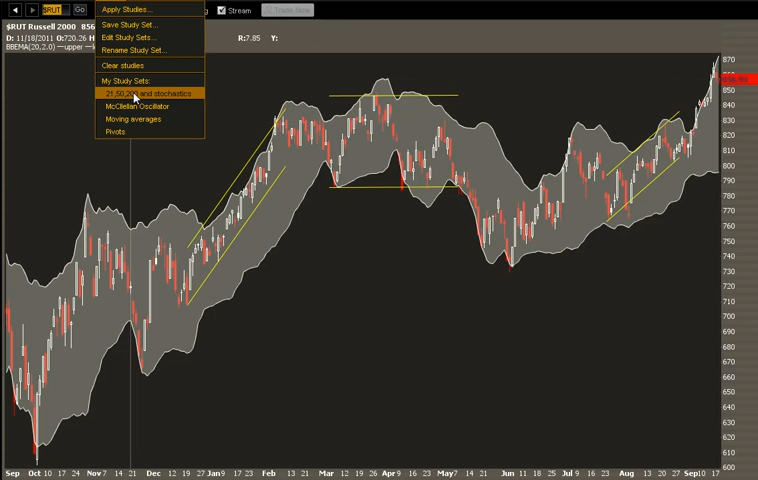 $RUT Go Apply Studies... Stream Trade Now
Save Study Set...
$RUT Russell 2000 R:7.85 Y:
Edit Study Sets...
D: 11/18/2011 O:720.26
BBEMA(20,2.0) —upper
Rename Study Set...
Clear studies
My Study Sets:
21,50,200 and stochastics
McClellan Oscillator
Moving averages
Pivots
870
850
840
830
820
810
800
790
780
770
760
750
740
730
720
710
700
690
680
670
660
650
640
630
620
610
600
Sep Oct 10 17 24 Nov 7 14 21 Dec 12 19 27 Jan 9 17 23 Feb 13 21 Mar 12 19 26 Apr 9 16 23 May 7 14 21 Jun 11 18 25 Jul 9 16 23 Aug 13 20 27 Sep 10 17